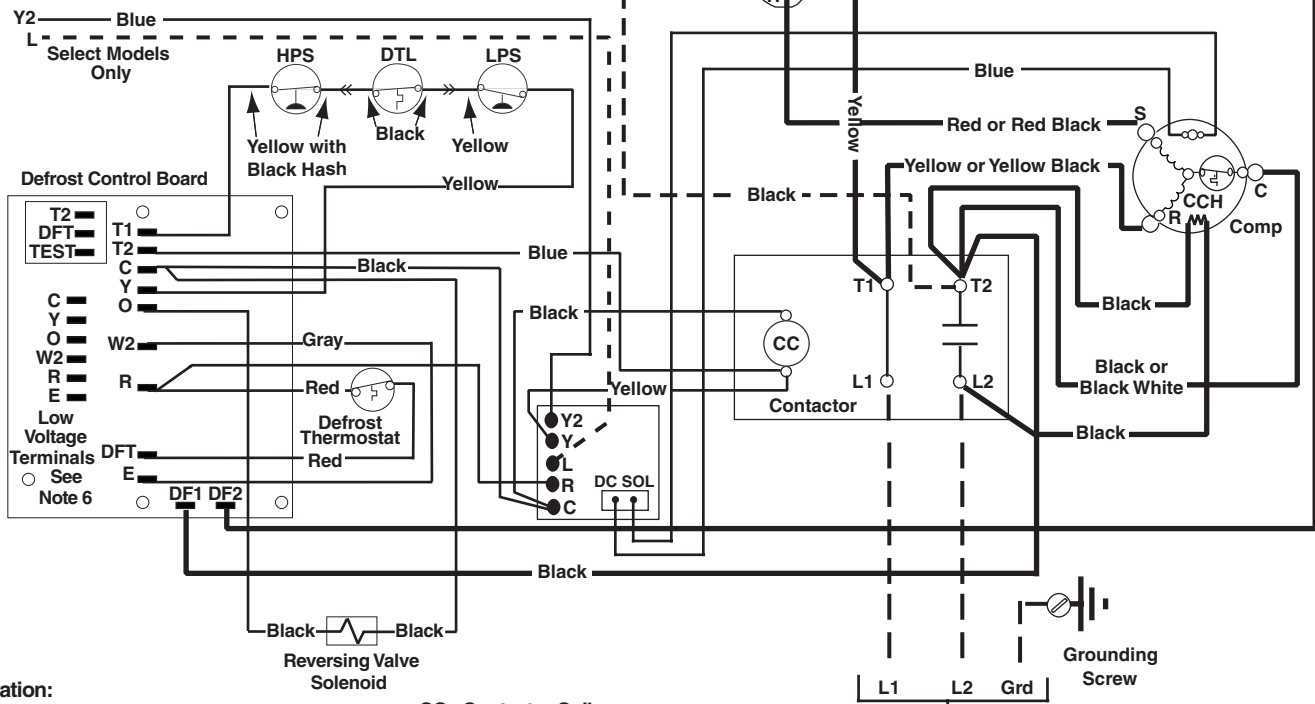 Y2 Blue
L
Select Models
Only
HPS
DTL
LPS
Yellow with
Black Hash
Black
Yellow
Yellow
Defrost Control Board
T2
DFT
TEST
T1
T2
C
Y
O
W2
R
DFT
E
C
Y
O
W2
R
E
Low
Voltage
Terminals
See
Note 6
DF1 DF2
Blue
Black
Gray
Red
Defrost
Thermostat
Red
Black
Yellow
Y2
Y
L
R
C
DC SOL
Black
Black
Black
Reversing Valve
Solenoid
Blue
Yellow
Red or Red Black
S
Yellow or Yellow Black
Black
CCH
R
C
Comp
T1
T2
CC
L1
L2
Contactor
Black
Black or
Black White
Black
Grounding
Screw
L1 L2 Grd
ation: